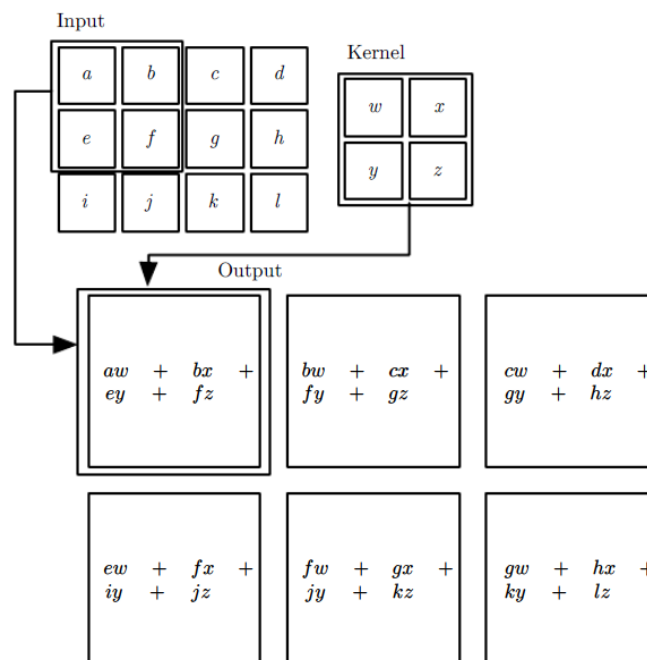 Input
Kernel
a b c d
w x
e f g h
y z
i j k l
Output
aw + bx +
ey + fz
bw + cx +
fy + gz
cw + dx +
gy + hz
ew + fx +
iy + jz
fw + gx +
jy + kz
gw + hx +
ky + lz